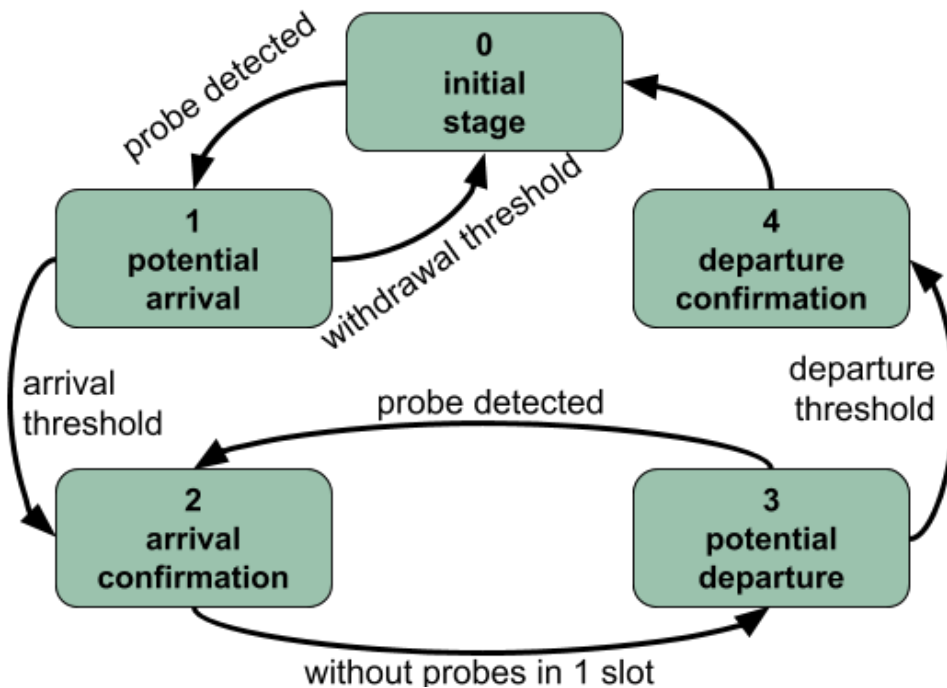 0
initial
stage
probe detected
withdrawal threshold
1
potential
arrival
4
departure
confirmation
arrival
threshold
departure
threshold
probe detected
2
arrival
confirmation
3
potential
departure
without probes in 1 slot